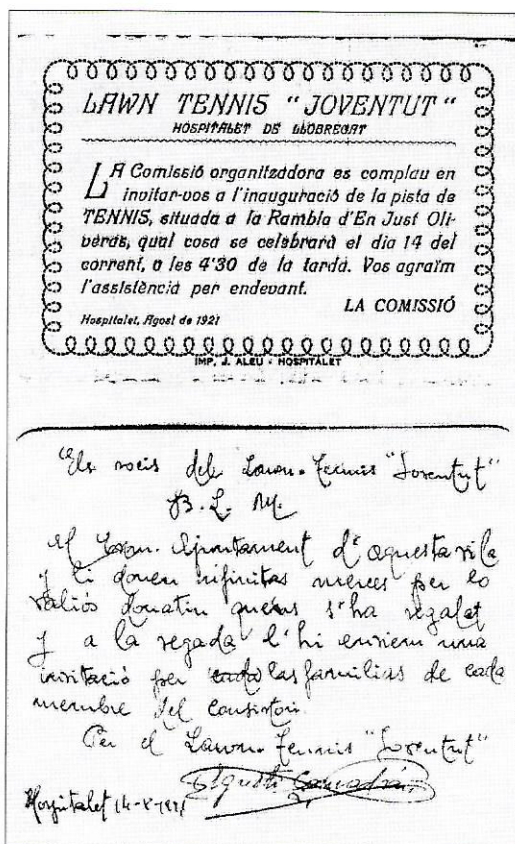 LAWN TENNIS "JOVENTUT"
HOSPITALET DE LLOBREGAT
LA Comissió organitzadora es complau en
invitar-vos a l'inauguració de la pista de
TENNIS, situada a la Rambla d'En Just Oli-
veras, qual cosa se celebrará el dia 14 del
corrent, a les 4'30 de la tarda. Vos agraïm
l'assistència per endevant.
LA COMISSIÓ
Hospitalet, Agost de 1921
IMP. J. ALEU - HOSPITALET
Els socis del Lawn-Tennis "Joventut"
B. L. M.
al Exm. Ajuntament d'aquesta vila
y li donen infinitas merces per lo
valiós donatiu quens s'ha regalat
y a la vegada l'hi enviem una
invitació per cada las familias de cada
membre del consistori.
Per el Lawn-Tennis "Joventut"
Agustí
Hospitalet 14-8-1921